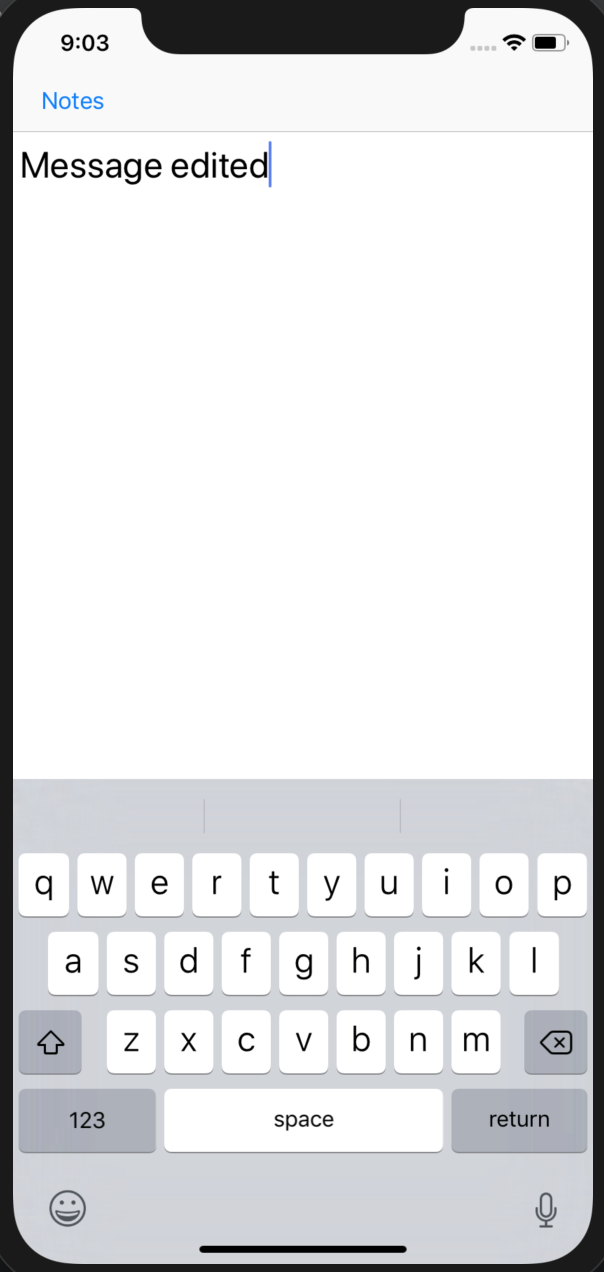 9:03
Notes
Message edited
q w e r t y u i o p
a s d f g h j k l
z x c v b n m
123 space return